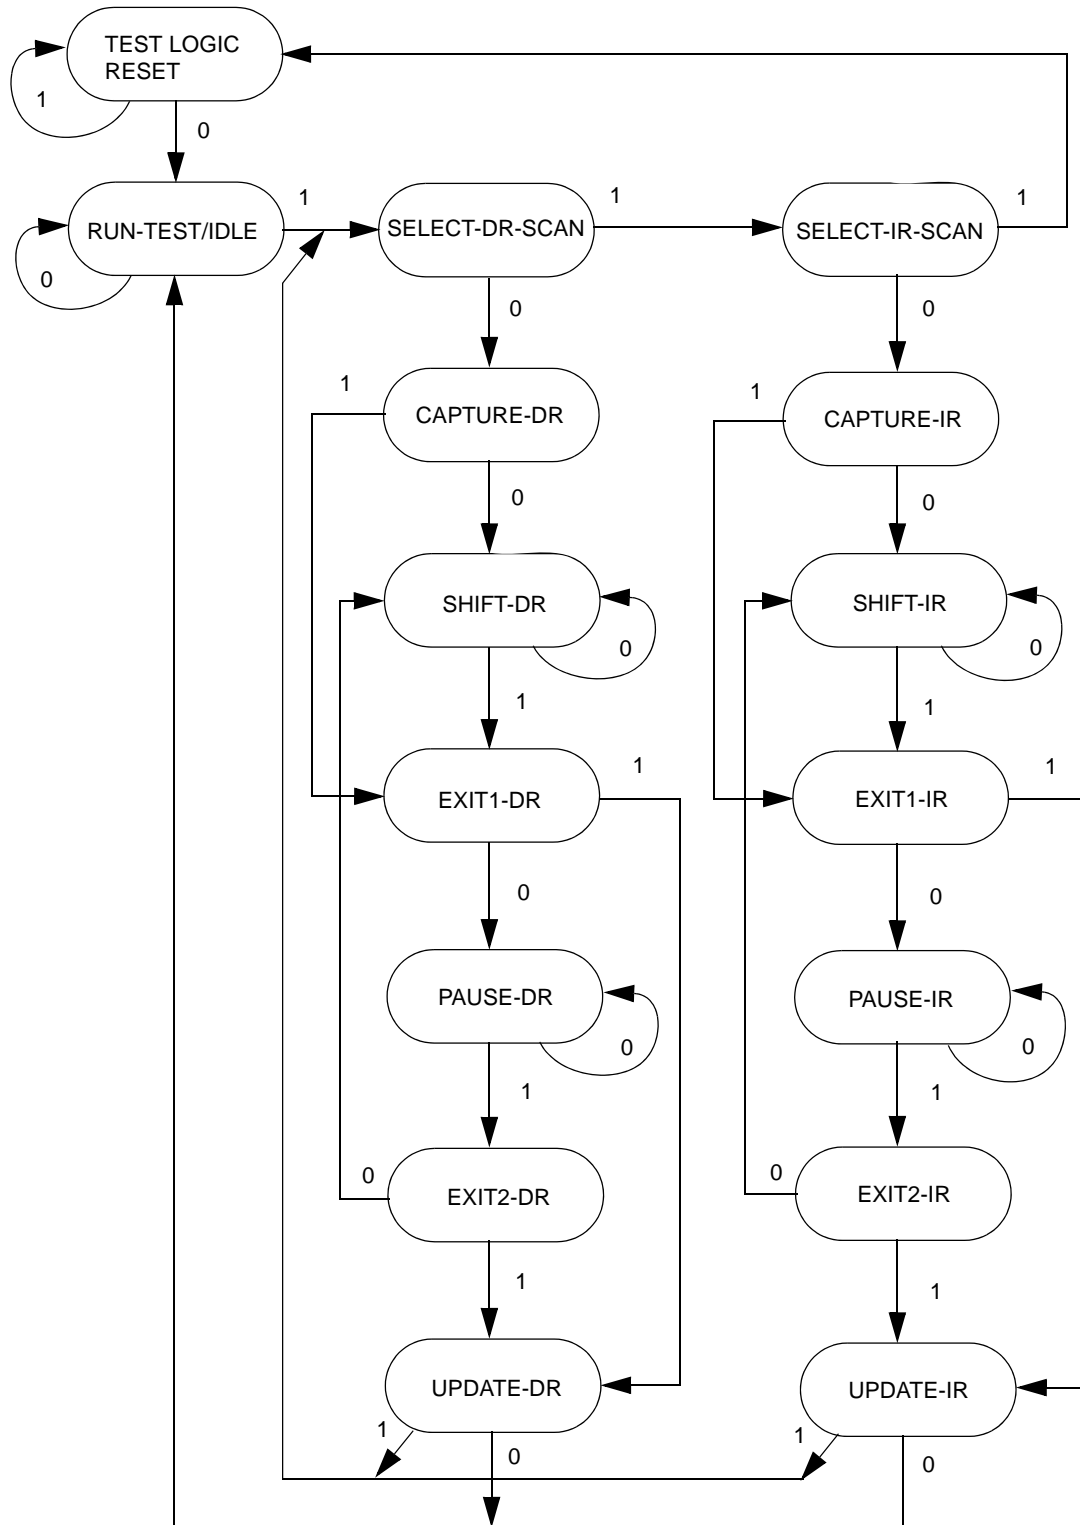 TEST LOGIC
RESET
1
0
RUN-TEST/IDLE
1
SELECT-DR-SCAN
1
SELECT-IR-SCAN
1
0
0
0
1
CAPTURE-DR
1
CAPTURE-IR
0
0
SHIFT-DR
0
SHIFT-IR
0
1
1
EXIT1-DR
1
EXIT1-IR
1
0
0
PAUSE-DR
0
PAUSE-IR
0
1
1
0
EXIT2-DR
0
EXIT2-IR
1
1
UPDATE-DR
UPDATE-IR
1
0
1
0